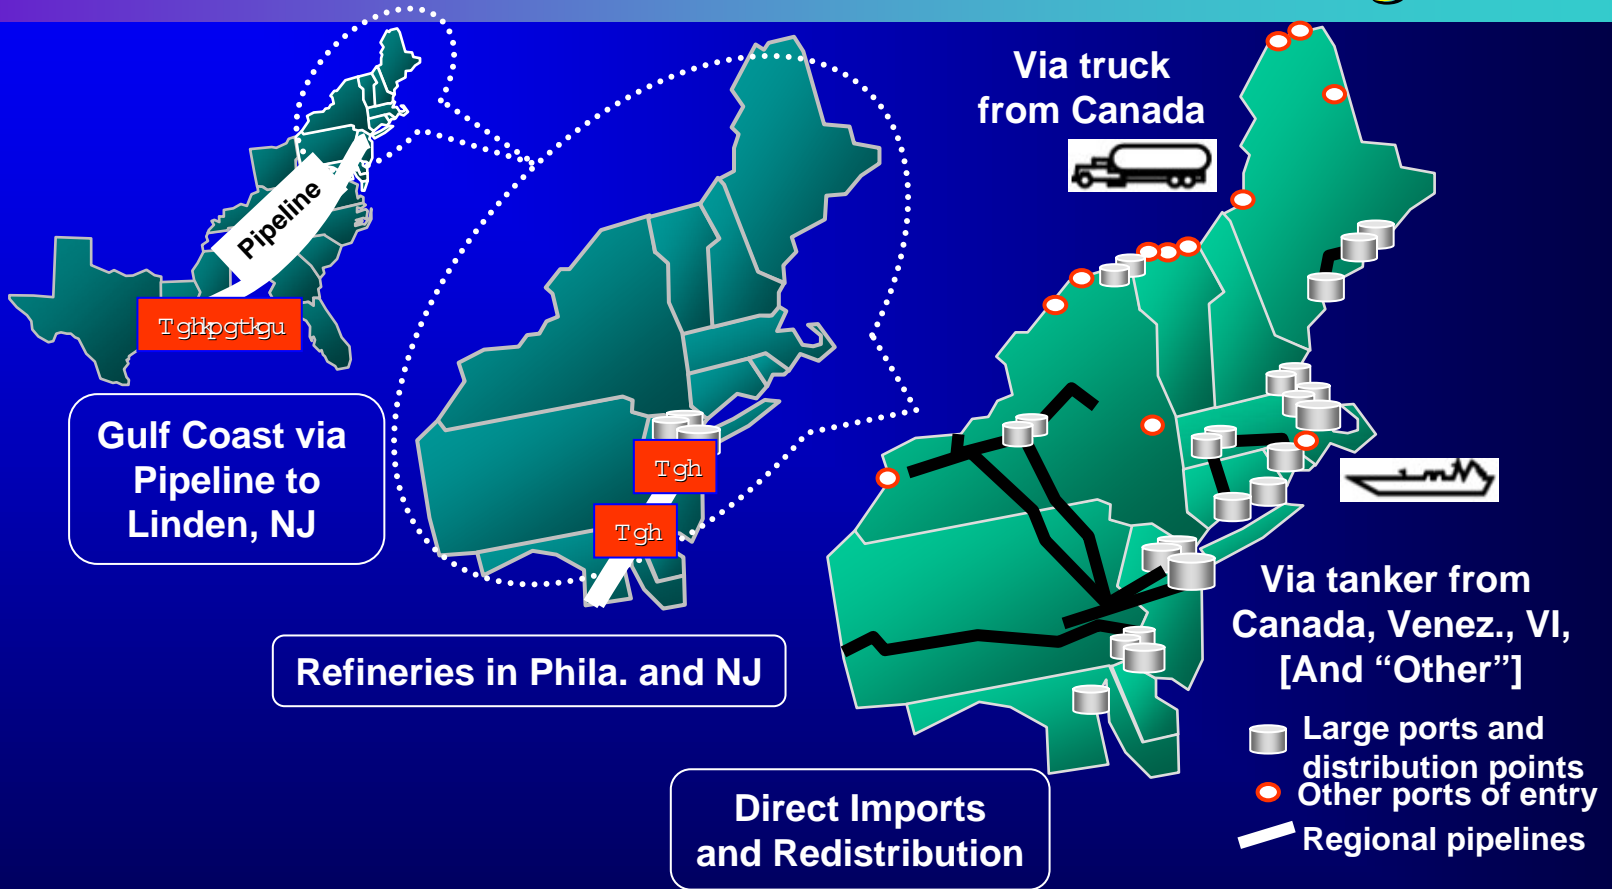 Via truck
from Canada
Pipeline
Tghkpgtkgu
Gulf Coast via
Pipeline to
Linden, NJ
Tgh
Tgh
Refineries in Phila. and NJ
Via tanker from
Canada, Venez., VI,
[And “Other”]
Large ports and
distribution points
Other ports of entry
Regional pipelines
Direct Imports
and Redistribution